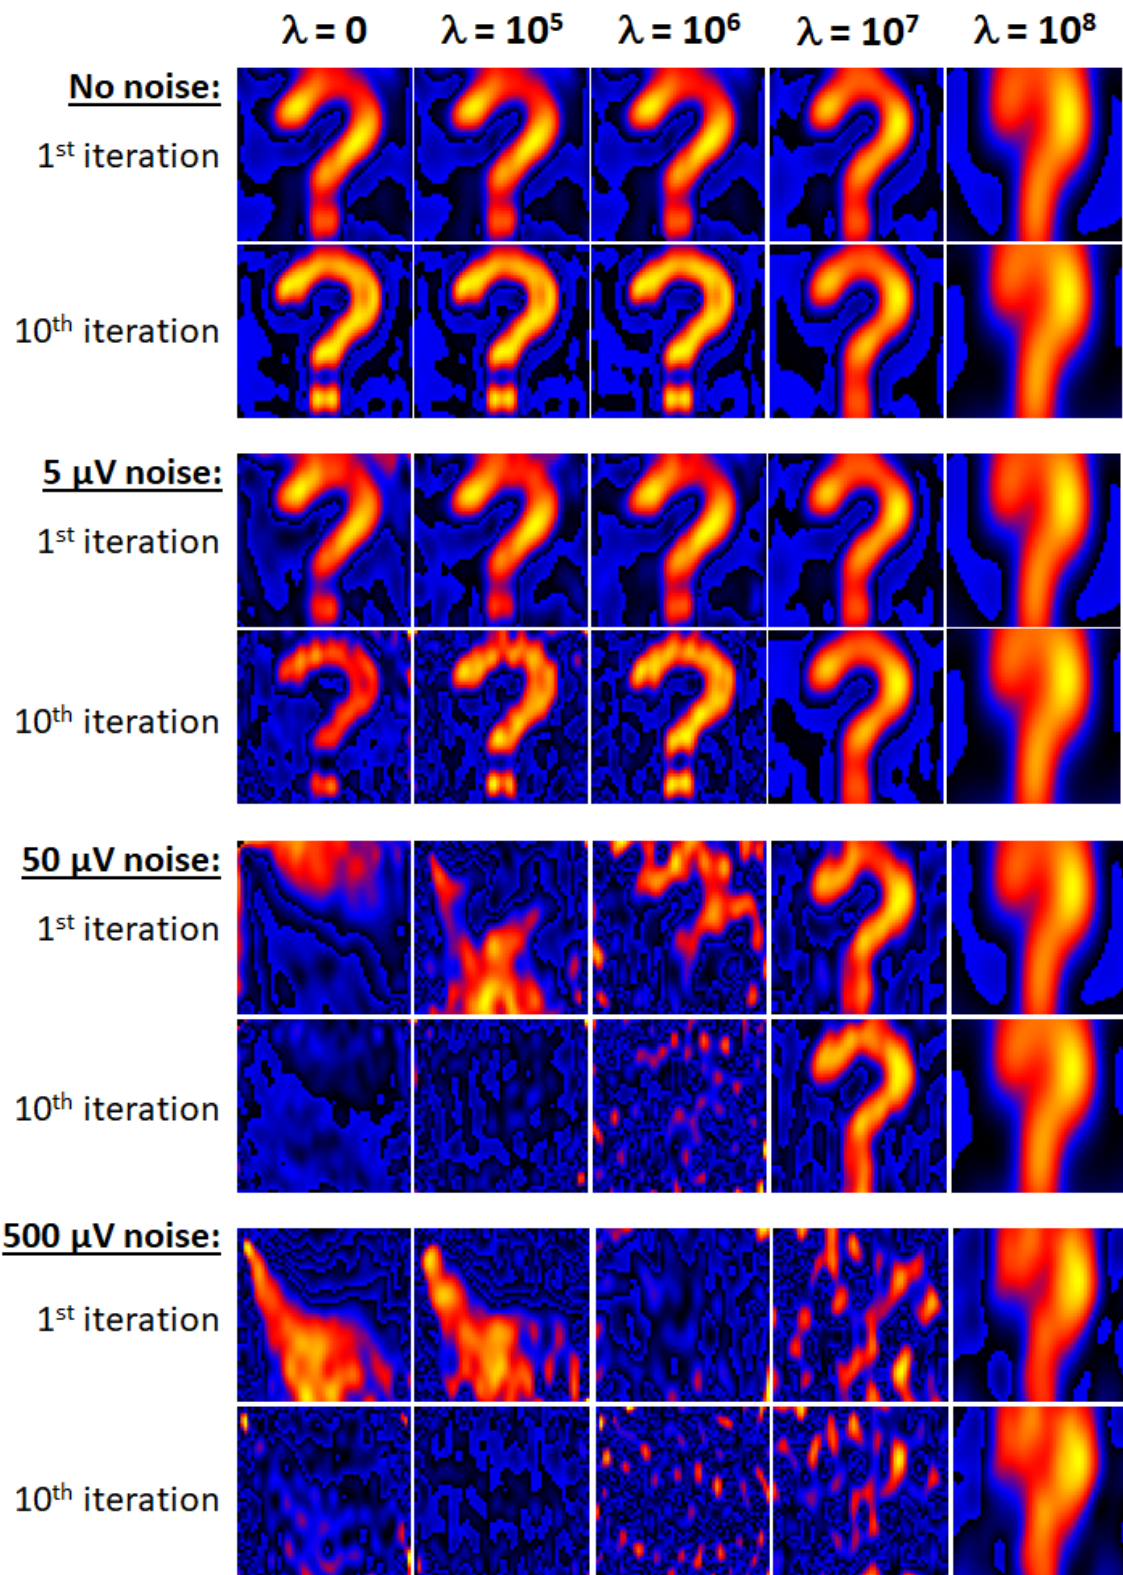 λ = 0 λ = 10⁵ λ = 10⁶ λ = 10⁷ λ = 10⁸
No noise:
1ˢᵗ iteration
10ᵗʰ iteration
5 µV noise:
1ˢᵗ iteration
10ᵗʰ iteration
50 µV noise:
1ˢᵗ iteration
10ᵗʰ iteration
500 µV noise:
1ˢᵗ iteration
10ᵗʰ iteration